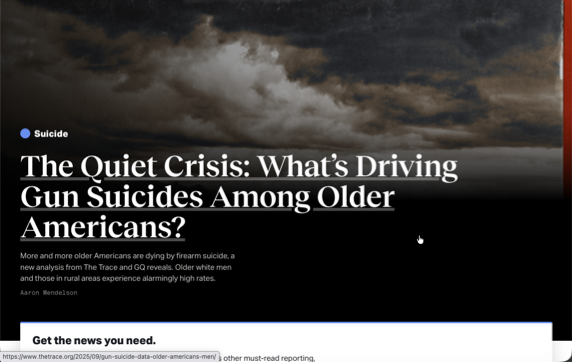 Suicide
The Quiet Crisis: What’s Driving
Gun Suicides Among Older
Americans?
More and more older Americans are dying by firearm suicide, a
new analysis from The Trace and GQ reveals. Older white men
and those in rural areas experience alarmingly high rates.
Aaron Mendelson
Get the news you need.
s other must-read reporting,
https://www.thetrace.org/2025/09/gun-suicide-data-older-americans-men/